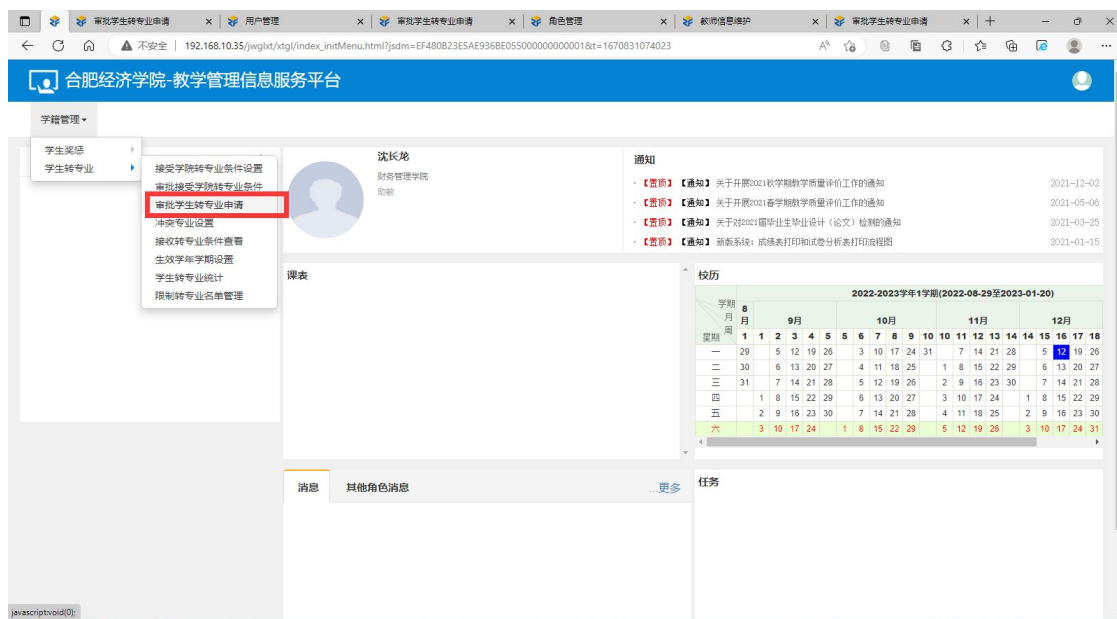 审批学生转专业申请 用户管理 审批学生转专业申请 角色管理 教师信息维护 审批学生转专业申请
不安全 | 192.168.10.35/jwglxt/xtgl/index_initMenu.html?jsdm=EF480B23E5AE936BE055000000000001&t=1670831074023
合肥经济学院-教学管理信息服务平台
学籍管理
学生奖惩
学生转专业
接受学院转专业条件设置
审批接受学院转专业条件
审批学生转专业申请
冲突专业设置
接收转专业条件查看
生效学年学期设置
学生转专业统计
限制转专业名单管理
沈长龙
财务管理学院
助教
通知
·【置顶】【通知】关于开展2021秋学期教学质量评价工作的通知 2021-12-02
·【置顶】【通知】关于开展2021春学期教学质量评价工作的通知 2021-05-06
·【置顶】【通知】关于对2021届毕业生毕业设计（论文）检测的通知 2021-03-25
·【置顶】【通知】新版系统：成绩表打印和试卷分析表打印流程图 2021-01-15
课表
校历
2022-2023学年1学期(2022-08-29至2023-01-20)
学期
月
周
星期
8月 9月 10月 11月 12月
1 1 2 3 4 5 5 6 7 8 9 10 10 11 12 13 14 14 15 16 17 18
一 29 5 12 19 26 3 10 17 24 31 7 14 21 28 5 12 19 26
二 30 6 13 20 27 4 11 18 25 1 8 15 22 29 6 13 20 27
三 31 7 14 21 28 5 12 19 26 2 9 16 23 30 7 14 21 28
四 1 8 15 22 29 6 13 20 27 3 10 17 24 1 8 15 22 29
五 2 9 16 23 30 7 14 21 28 4 11 18 25 2 9 16 23 30
六 3 10 17 24 1 8 15 22 29 5 12 19 26 3 10 17 24 31
消息 其他角色消息 ...更多
任务
javascript:void(0);